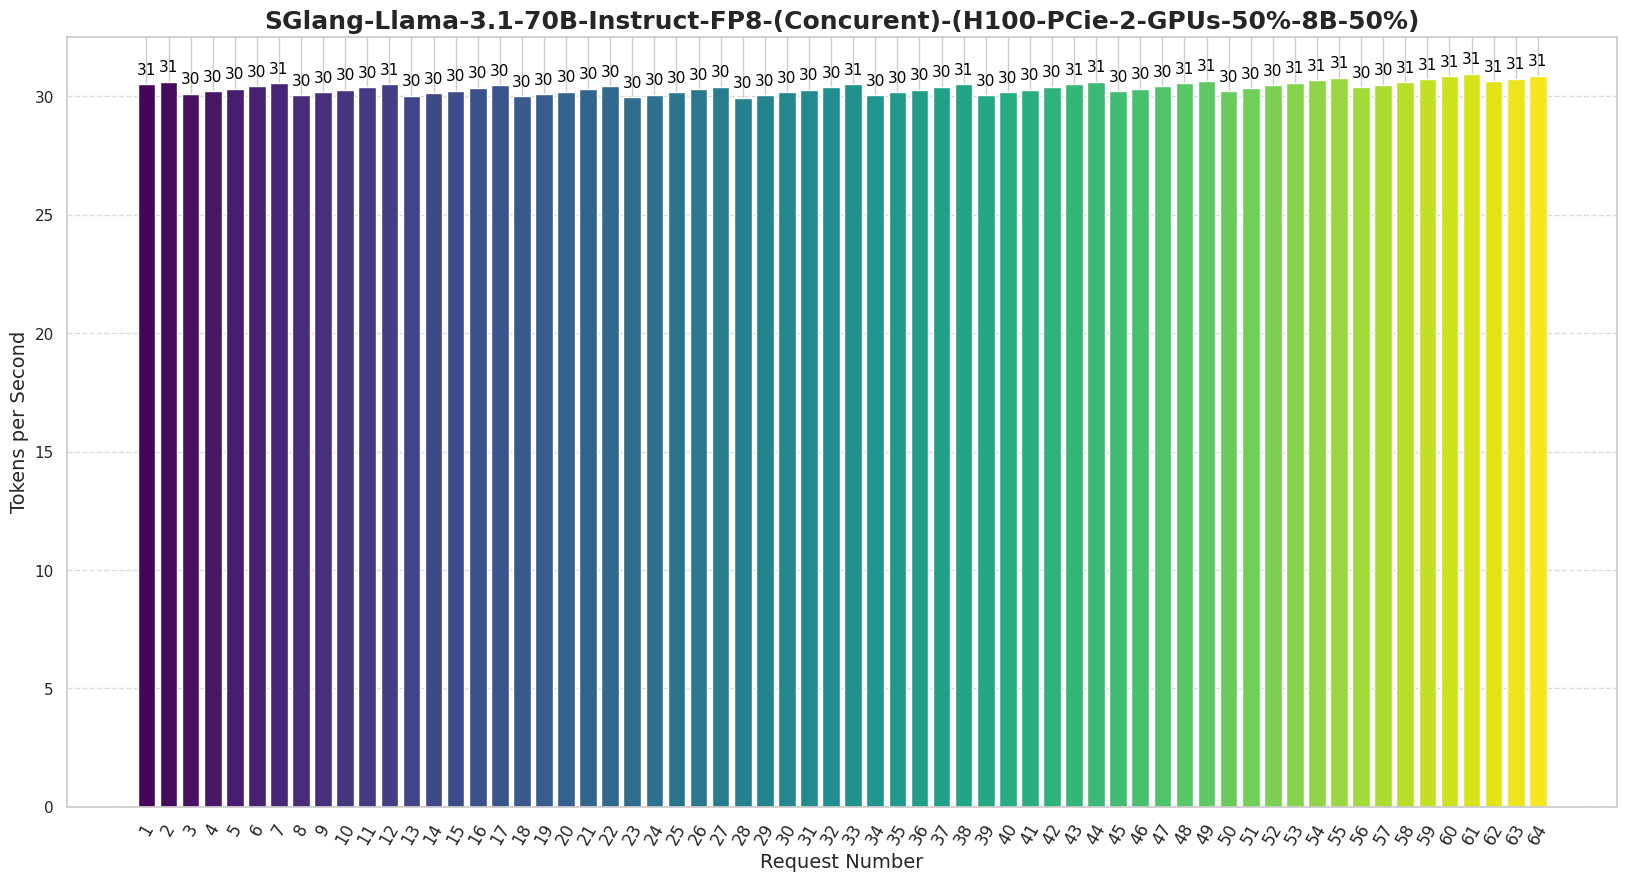 SGlang-Llama-3.1-70B-Instruct-FP8-(Concurent)-(H100-PCie-2-GPUs-50%-8B-50%)
31 31 30 30 30 30 31 30 30 30 30 31 30 30 30 30 30 30 30 30 30 30 30 30 30 30 30 30 30 30 30 30 31 30 30 30 30 31 30 30 30 30 31 31 30 30 30 31 31 30 30 30 31 31 31 30 30 31 31 31 31 31 31 31
30
25
20
15
10
5
0
Tokens per Second
1 2 3 4 5 6 7 8 9 10 11 12 13 14 15 16 17 18 19 20 21 22 23 24 25 26 27 28 29 30 31 32 33 34 35 36 37 38 39 40 41 42 43 44 45 46 47 48 49 50 51 52 53 54 55 56 57 58 59 60 61 62 63 64
Request Number